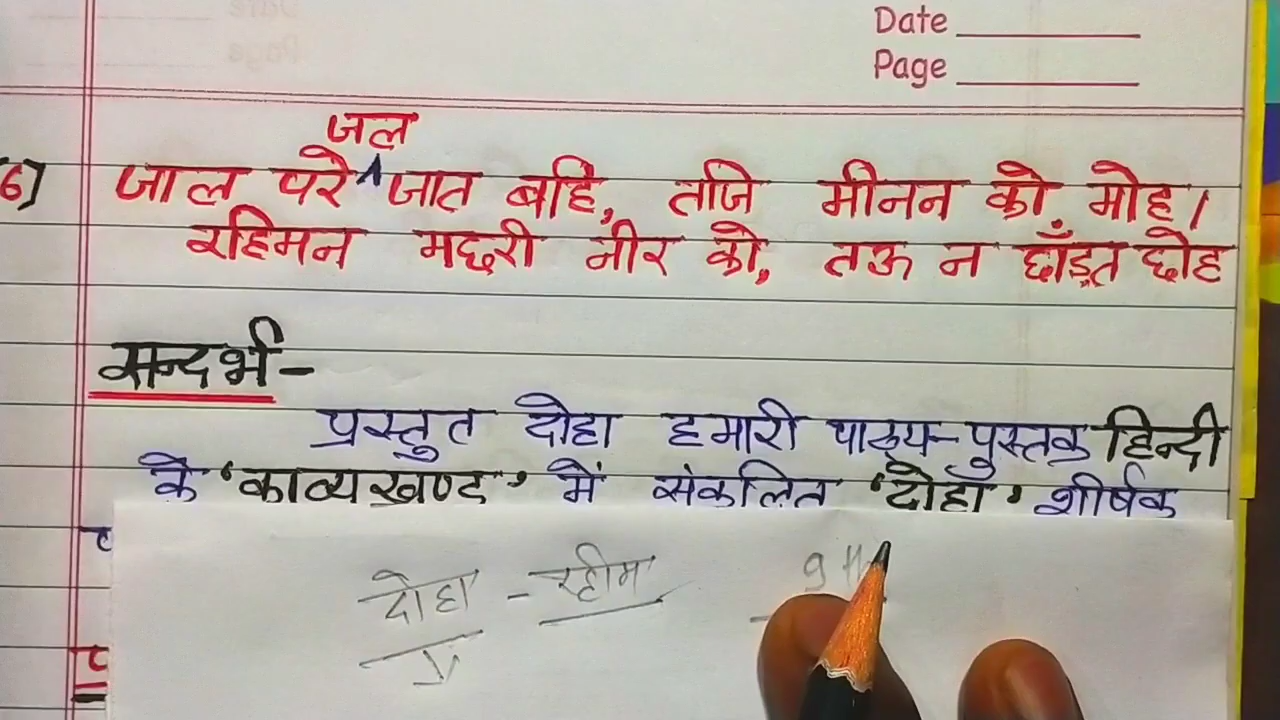 Date
Page
जल
6] जाल परे ^ जात बहि, तजि मीनन को मोह।
रहिमन मछरी नीर को, तऊ न छाँड़त छोह
सन्दर्भ-
प्रस्तुत दोहा हमारी पाठ्य-पुस्तक हिन्दी
के 'काव्यखण्ड' में संकलित 'दोहा' शीर्षक
दोहा - रहीम 9